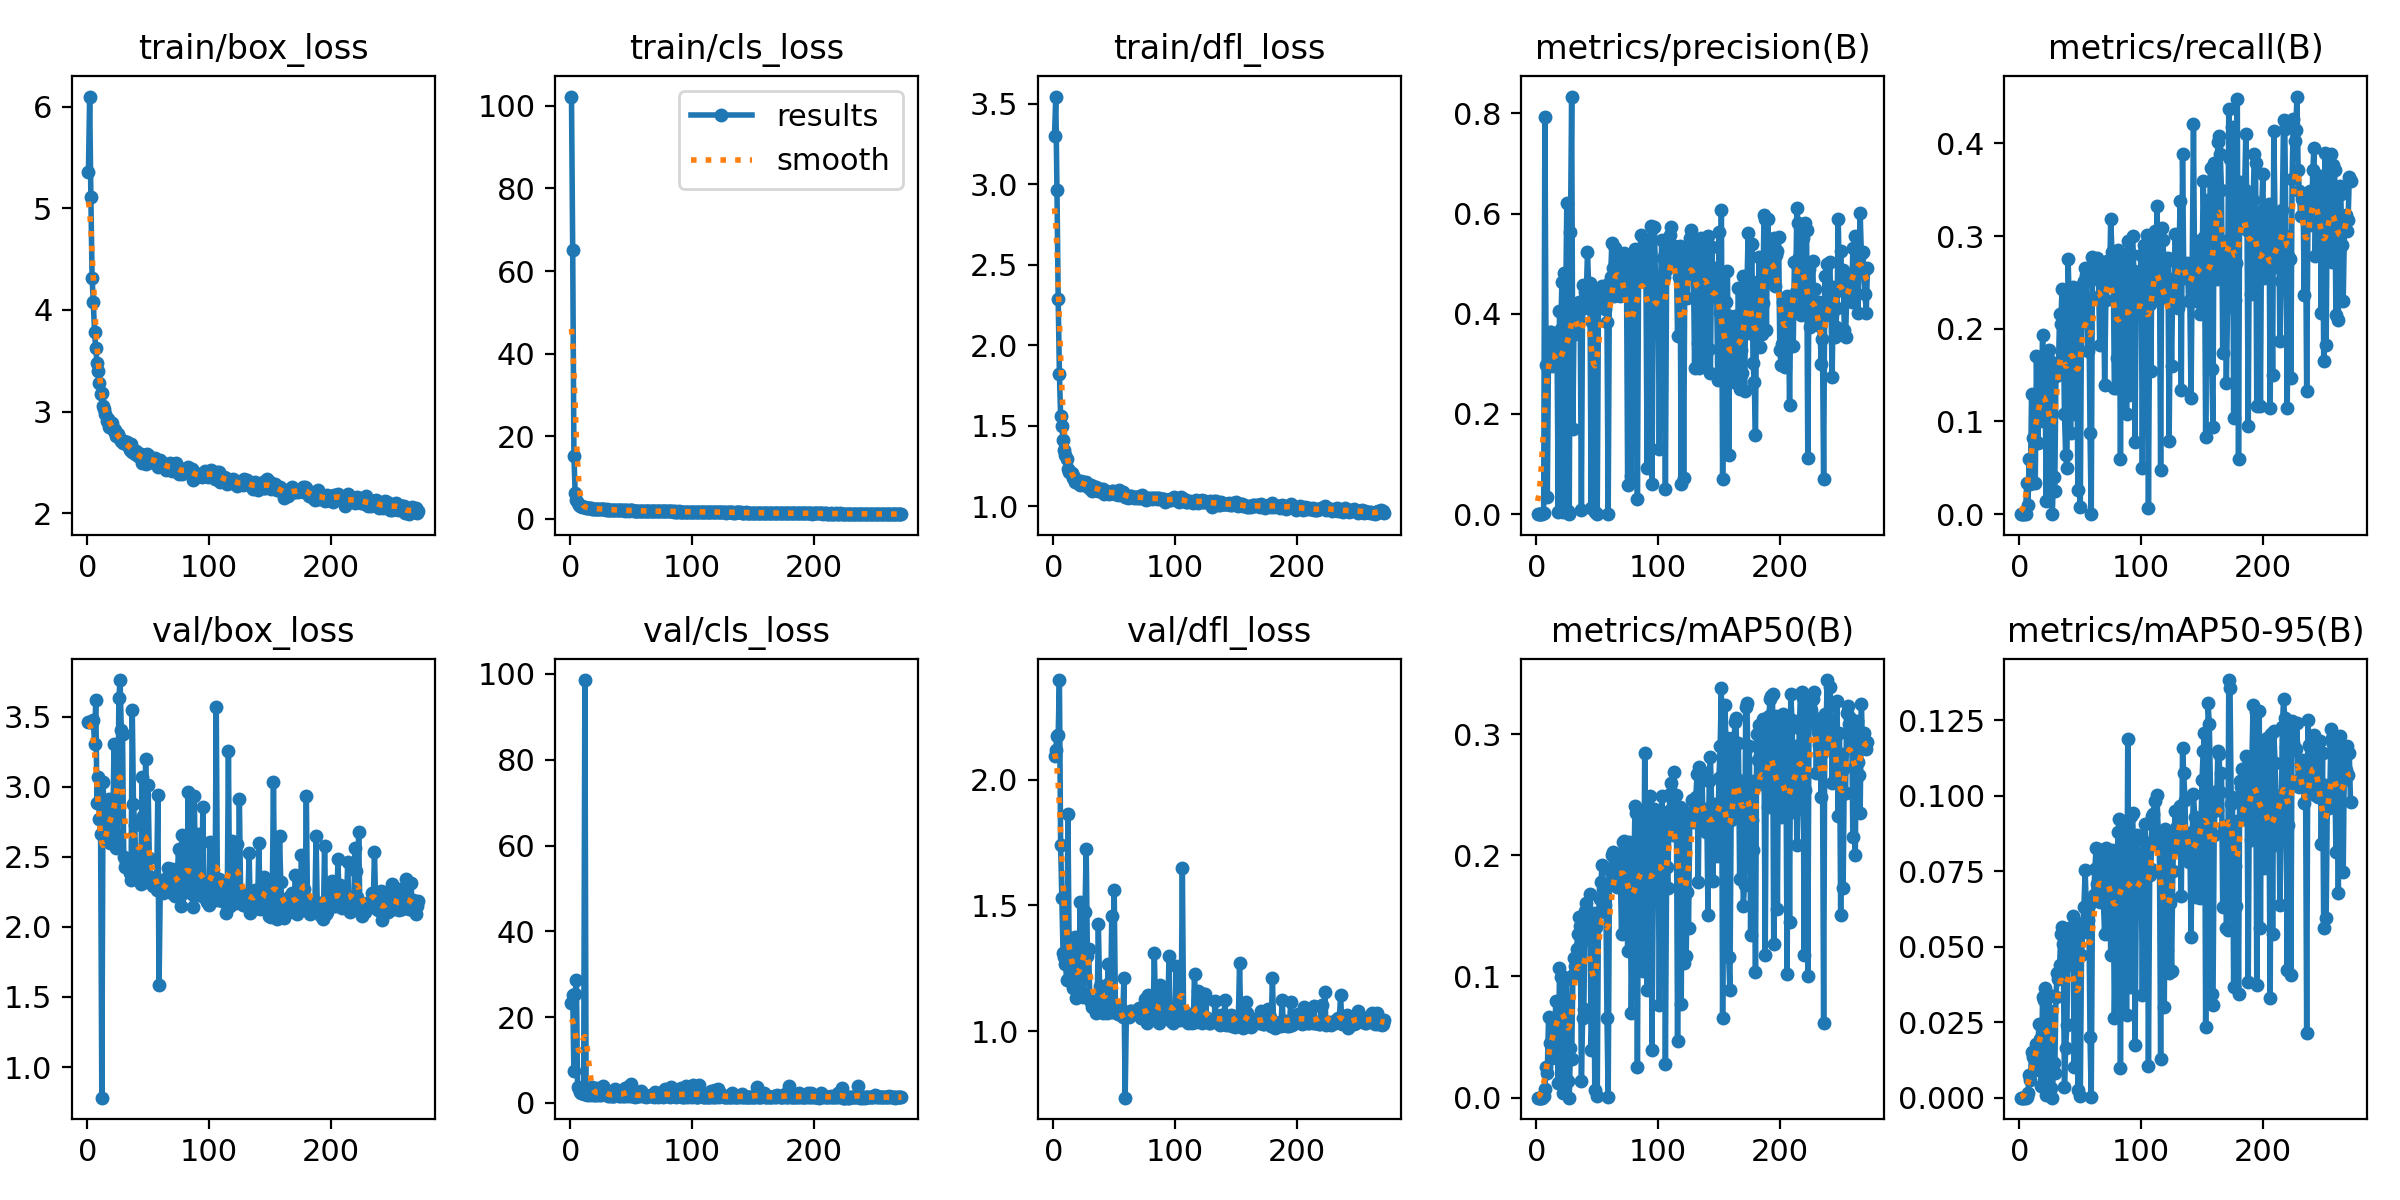 train/box_loss
6
5
4
3
2
0 100 200
train/cls_loss
results
smooth
100
80
60
40
20
0
0 100 200
train/dfl_loss
3.5
3.0
2.5
2.0
1.5
1.0
0 100 200
metrics/precision(B)
0.8
0.6
0.4
0.2
0.0
0 100 200
metrics/recall(B)
0.4
0.3
0.2
0.1
0.0
0 100 200
val/box_loss
3.5
3.0
2.5
2.0
1.5
1.0
0 100 200
val/cls_loss
100
80
60
40
20
0
0 100 200
val/dfl_loss
2.0
1.5
1.0
0 100 200
metrics/mAP50(B)
0.3
0.2
0.1
0.0
0 100 200
metrics/mAP50-95(B)
0.125
0.100
0.075
0.050
0.025
0.000
0 100 200